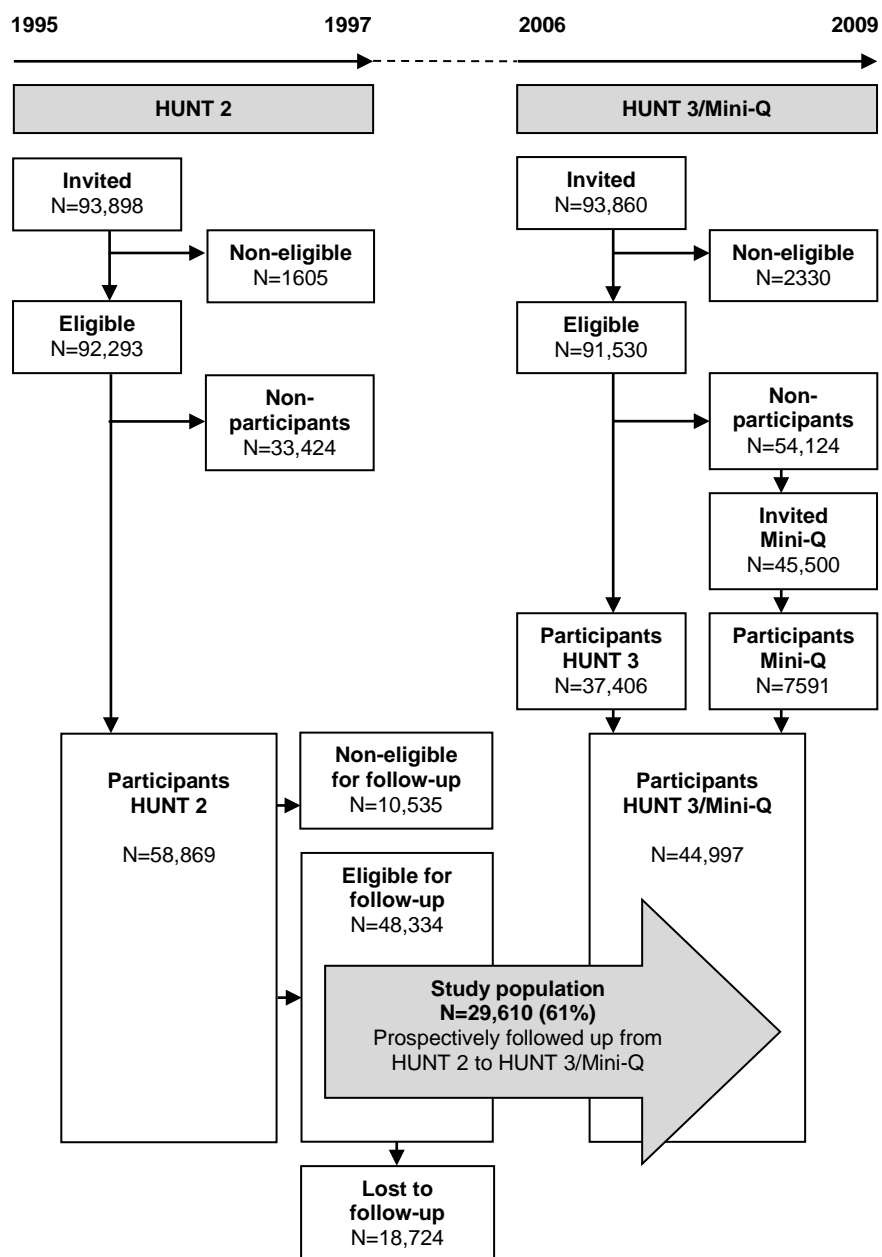 1995
1997
2006
2009
HUNT 2
HUNT 3/Mini-Q
Invited
N=93,898
Non-eligible
N=1605
Eligible
N=92,293
Non-
participants
N=33,424
Invited
N=93,860
Non-eligible
N=2330
Eligible
N=91,530
Non-
participants
N=54,124
Invited
Mini-Q
N=45,500
Participants
HUNT 3
N=37,406
Participants
Mini-Q
N=7591
Participants
HUNT 2
N=58,869
Non-eligible
for follow-up
N=10,535
Eligible for
follow-up
N=48,334
Participants
HUNT 3/Mini-Q
N=44,997
Study population
N=29,610 (61%)
Prospectively followed up from
HUNT 2 to HUNT 3/Mini-Q
Lost to
follow-up
N=18,724